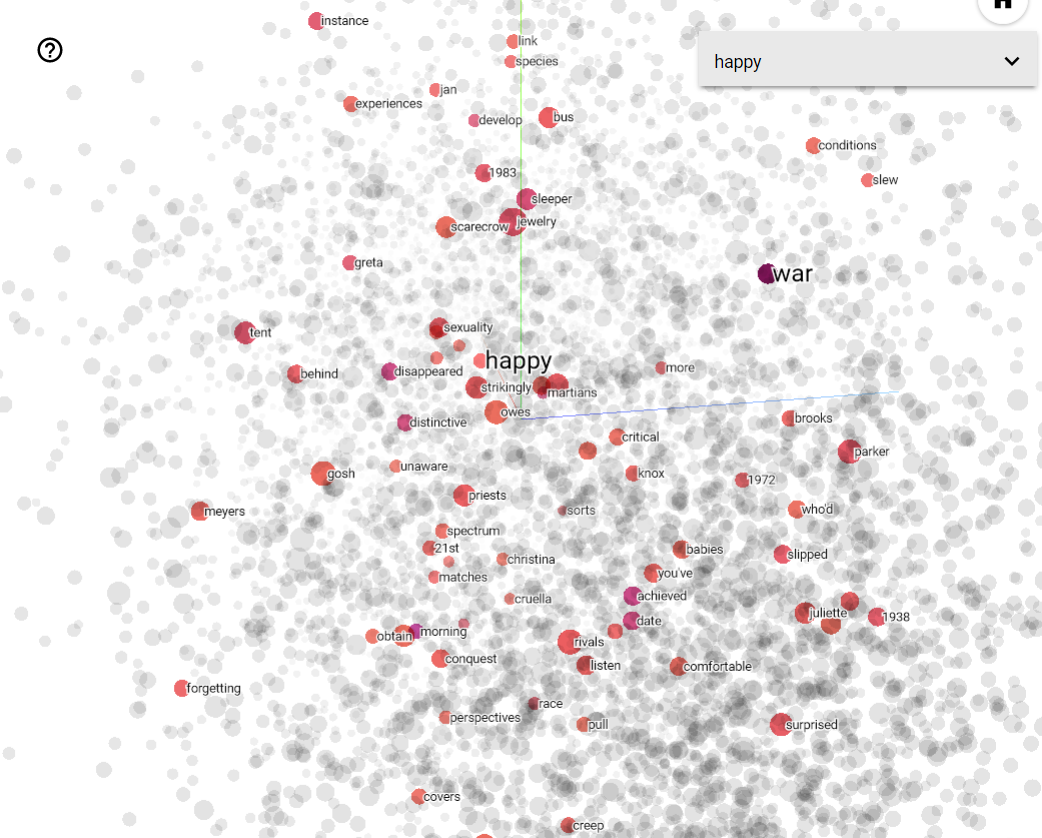 instance
link
species
happy
jan
experiences
develop
bus
conditions
1983
slew
sleeper
jewelry
scarecrow
greta
war
sexuality
tent
happy
more
disappeared
behind
strikingly
martians
owes
brooks
distinctive
critical
parker
unaware
gosh
knox
1972
priests
sorts
who'd
meyers
spectrum
21st
babies
slipped
christina
you've
matches
achieved
cruella
juliette
1938
date
morning
obtain
rivals
conquest
listen
comfortable
forgetting
race
perspectives
pull
surprised
covers
creep